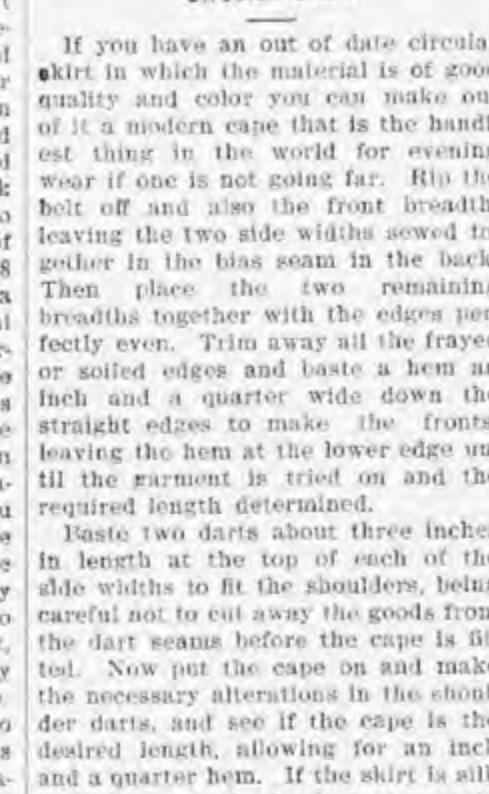 If you have an out of date circula
skirt in which the material is of goo
quality and color you can make ou
of it a modern cape that is the handi
est thing in the world for evenin
wear if one is not going far. Rip the
belt off and also the front breadth
leaving the two side widths sewed to
gether in the bias seam in the back
Then place the two remainin
breadths together with the edges per
fectly even. Trim away all the fraye
or soiled edges and baste a hem an
inch and a quarter wide down the
straight edges to make the fronts
leaving the hem at the lower edge un
til the garment is tried on and the
required length determined.
Baste two darts about three inche
in length at the top of each of the
side widths to fit the shoulders, bein
careful not to cut away the goods from
the dart seams before the cape is fit
ted. Now put the cape on and make
the necessary alterations in the shoul
der darts, and see if the cape is the
desired length, allowing for an inch
and a quarter hem. If the skirt is sil